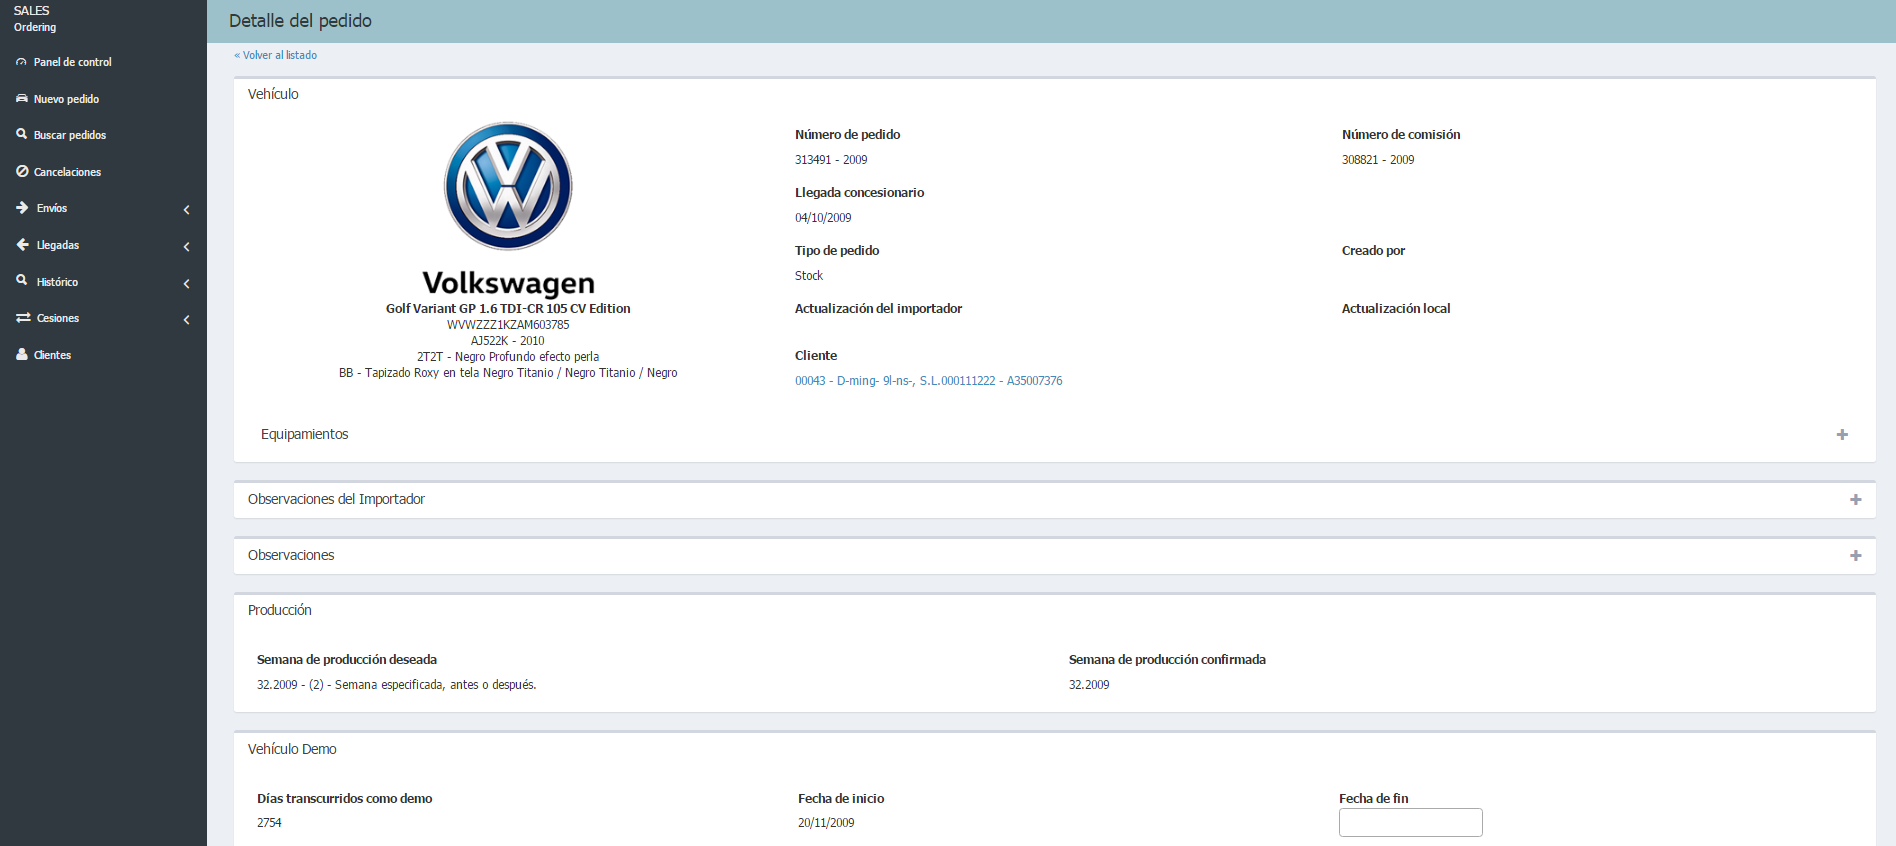 SALES
Ordering
Panel de control
Nuevo pedido
Buscar pedidos
Cancelaciones
Envíos
Llegadas
Histórico
Cesiones
Clientes
Detalle del pedido
« Volver al listado
Vehículo
Volkswagen
Golf Variant GP 1.6 TDI-CR 105 CV Edition
WVWZZZ1KZAM603785
AJ522K - 2010
2T2T - Negro Profundo efecto perla
BB - Tapizado Roxy en tela Negro Titanio / Negro Titanio / Negro
Número de pedido
313491 - 2009
Número de comisión
308821 - 2009
Llegada concesionario
04/10/2009
Tipo de pedido
Stock
Creado por
Actualización del importador
Actualización local
Cliente
00043 - D-ming- 9l-ns-, S.L.000111222 - A35007376
Equipamientos
Observaciones del Importador
Observaciones
Producción
Semana de producción deseada
32.2009 - (2) - Semana especificada, antes o después.
Semana de producción confirmada
32.2009
Vehículo Demo
Días transcurridos como demo
2754
Fecha de inicio
20/11/2009
Fecha de fin